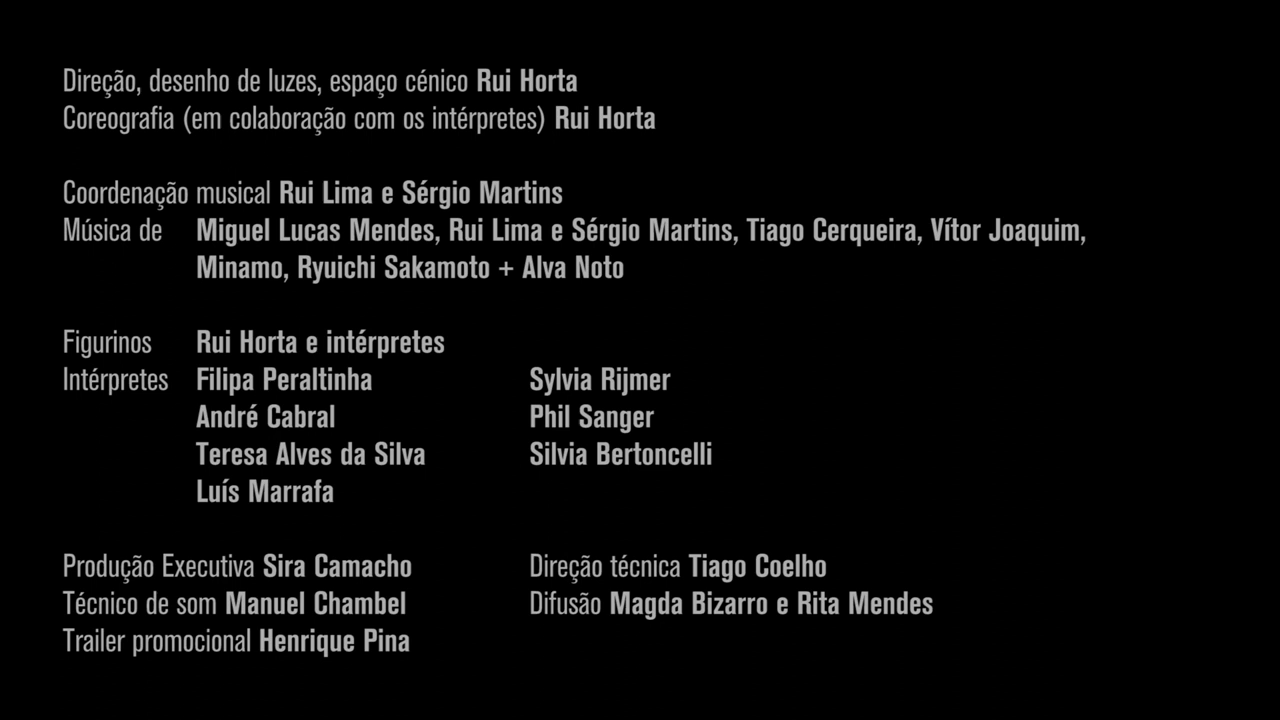 Direção, desenho de luzes, espaço cénico Rui Horta
Coreografia (em colaboração com os intérpretes) Rui Horta
Coordenação musical Rui Lima e Sérgio Martins
Música de Miguel Lucas Mendes, Rui Lima e Sérgio Martins, Tiago Cerqueira, Vítor Joaquim,
Minamo, Ryuichi Sakamoto + Alva Noto
Figurinos Rui Horta e intérpretes
Intérpretes Filipa Peraltinha Sylvia Rijmer
André Cabral Phil Sanger
Teresa Alves da Silva Silvia Bertoncelli
Luís Marrafa
Produção Executiva Sira Camacho Direção técnica Tiago Coelho
Técnico de som Manuel Chambel Difusão Magda Bizarro e Rita Mendes
Trailer promocional Henrique Pina